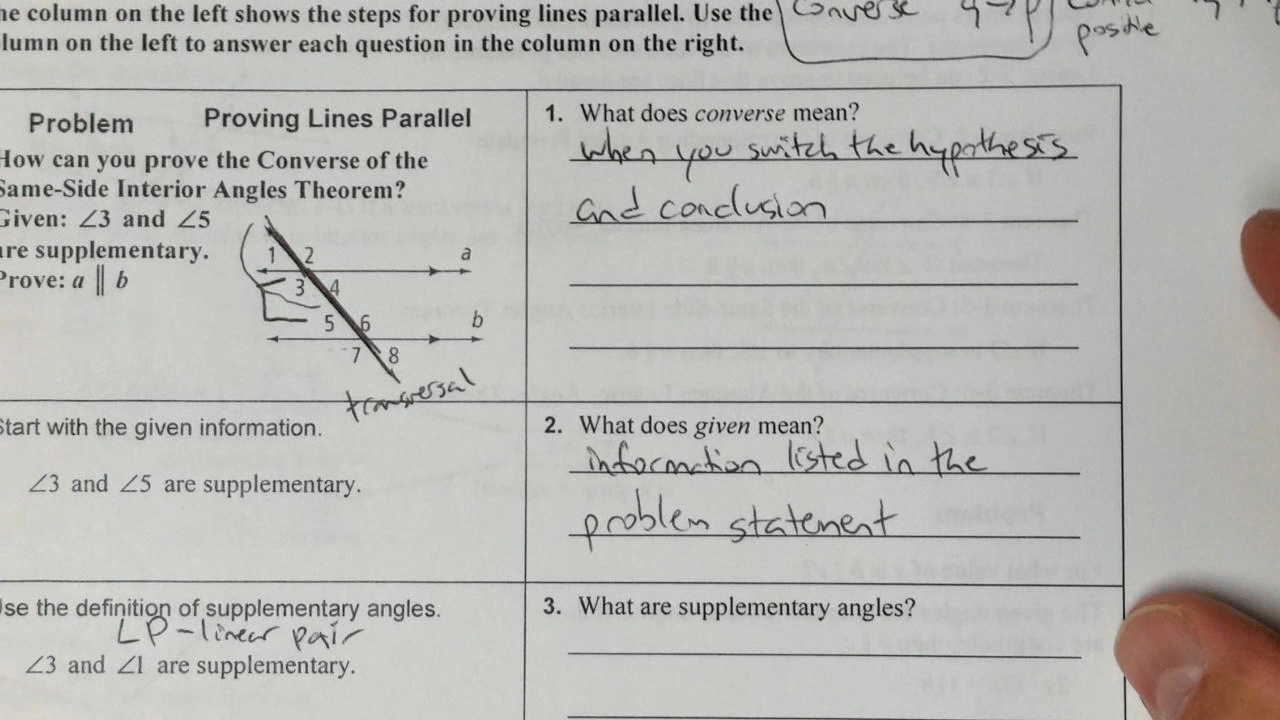 he column on the left shows the steps for proving lines parallel. Use the
lumn on the left to answer each question in the column on the right.
Converse q→p
positive
Problem
Proving Lines Parallel
How can you prove the Converse of the
Same-Side Interior Angles Theorem?
Given: ∠3 and ∠5
are supplementary.
Prove: a ∥ b
1 2 a
3 4
5 6 b
7 8
transversal
1. What does converse mean?
when you switch the hypothesis
and conclusion
Start with the given information.
∠3 and ∠5 are supplementary.
2. What does given mean?
information listed in the
problem statement
Use the definition of supplementary angles.
LP - linear pair
∠3 and ∠1 are supplementary.
3. What are supplementary angles?